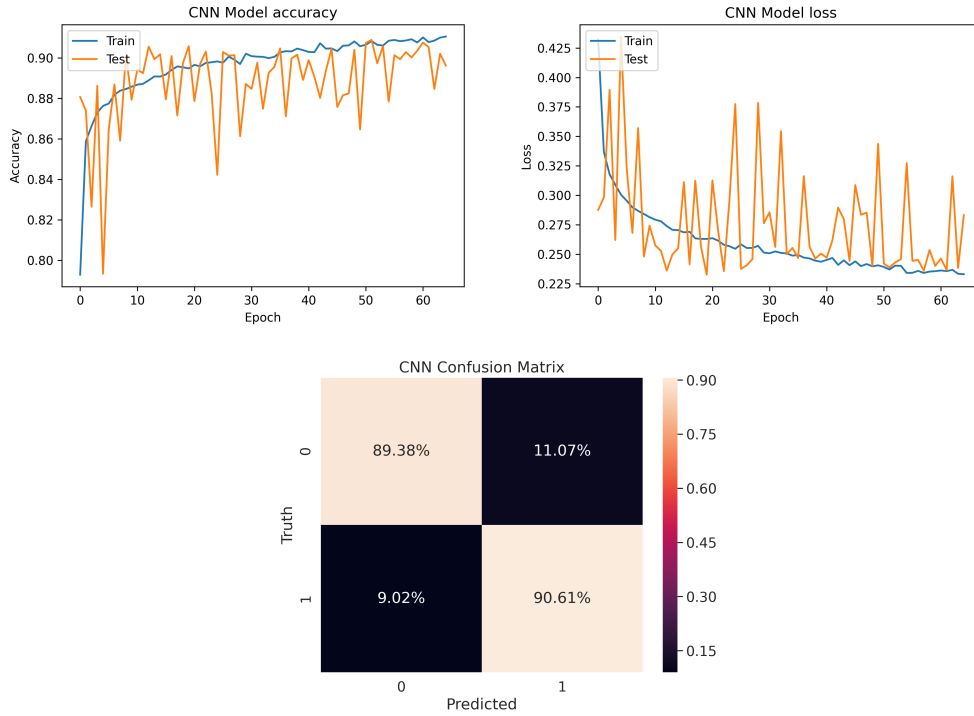 CNN Model accuracy
Train
Test
0.90
0.88
0.86
0.84
0.82
0.80
Accuracy
0 10 20 30 40 50 60
Epoch
CNN Model loss
Train
Test
0.425
0.400
0.375
0.350
0.325
0.300
0.275
0.250
0.225
Loss
0 10 20 30 40 50 60
Epoch
CNN Confusion Matrix
0 89.38% 11.07%
1 9.02% 90.61%
Truth
0 1
Predicted
0.90
0.75
0.60
0.45
0.30
0.15